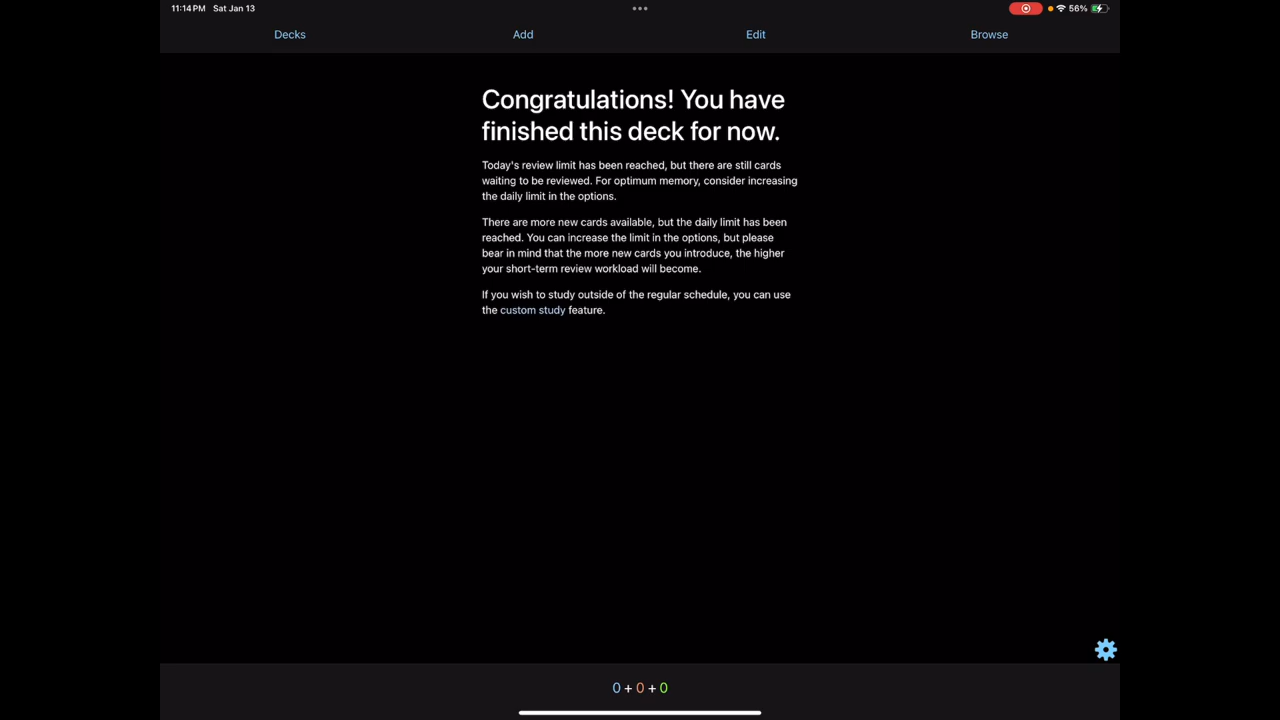 11:14 PM Sat Jan 13
56%
Decks Add Edit Browse
Congratulations! You have
finished this deck for now.
Today's review limit has been reached, but there are still cards
waiting to be reviewed. For optimum memory, consider increasing
the daily limit in the options.
There are more new cards available, but the daily limit has been
reached. You can increase the limit in the options, but please
bear in mind that the more new cards you introduce, the higher
your short-term review workload will become.
If you wish to study outside of the regular schedule, you can use
the custom study feature.
0 + 0 + 0